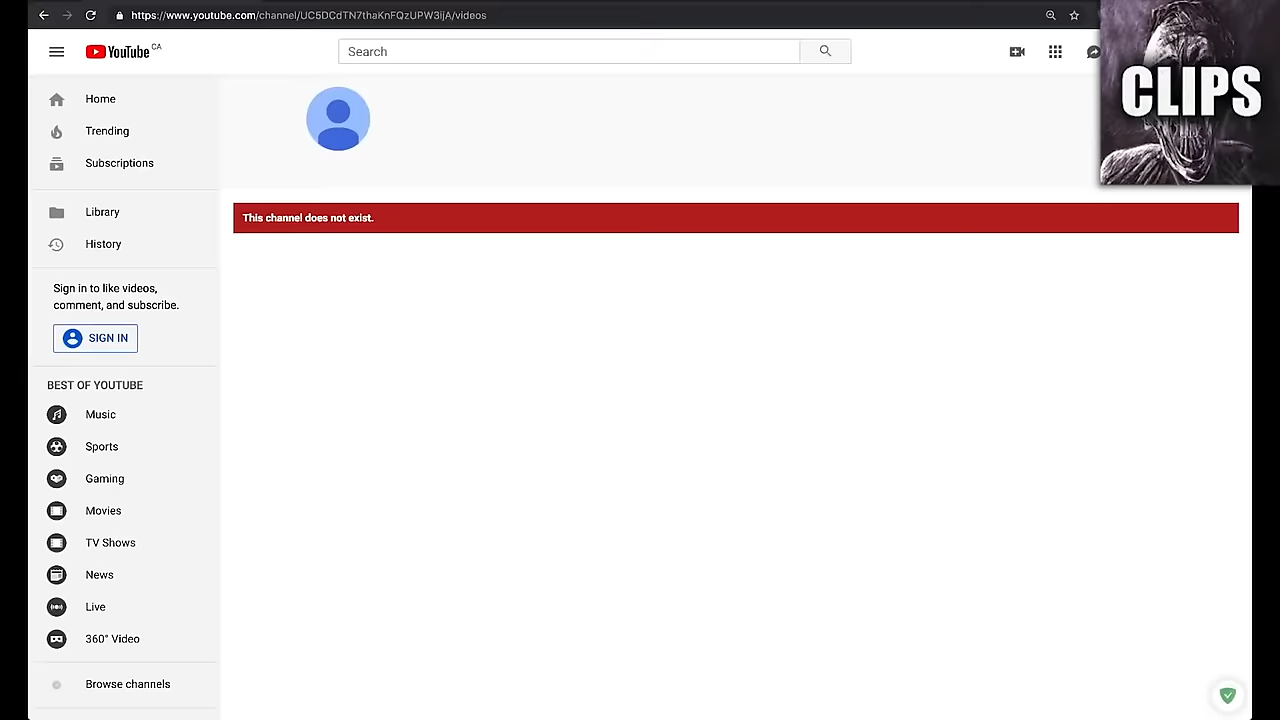 https://www.youtube.com/channel/UC5DCdTN7thaKnFQzUPW3ijA/videos
YouTube CA
Search
CLIPS
Home
Trending
Subscriptions
This channel does not exist.
Library
History
Sign in to like videos,
comment, and subscribe.
SIGN IN
BEST OF YOUTUBE
Music
Sports
Gaming
Movies
TV Shows
News
Live
360° Video
Browse channels